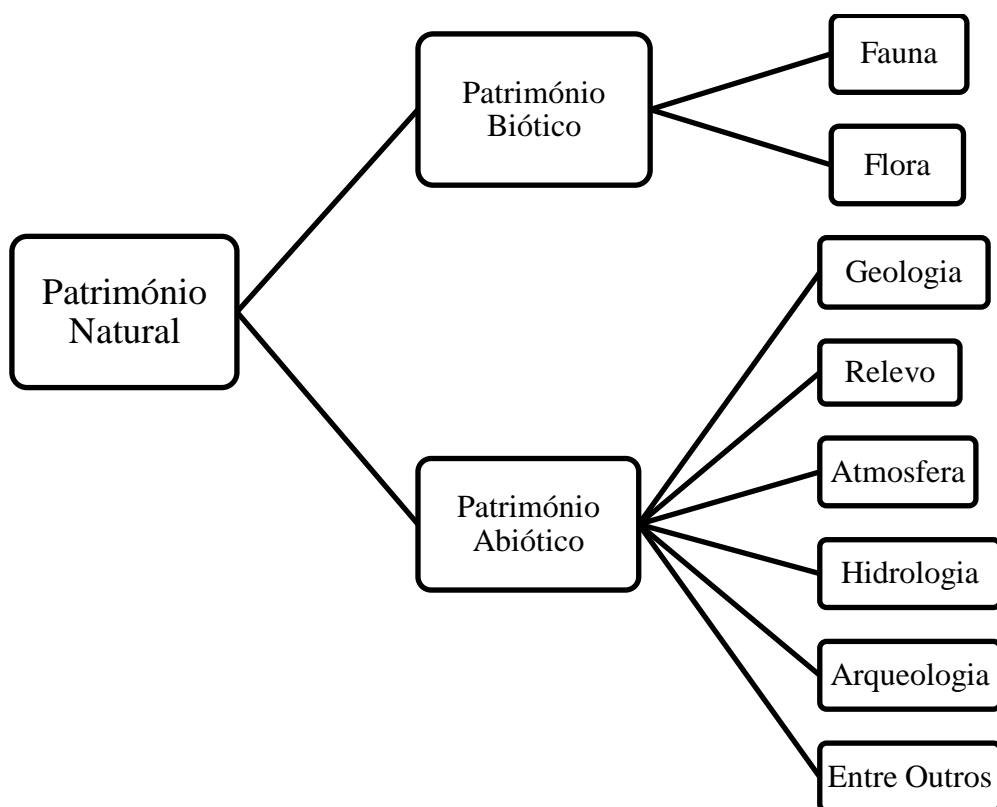 Património
Natural
Património
Biótico
Fauna
Flora
Património
Abiótico
Geologia
Relevo
Atmosfera
Hidrologia
Arqueologia
Entre Outros